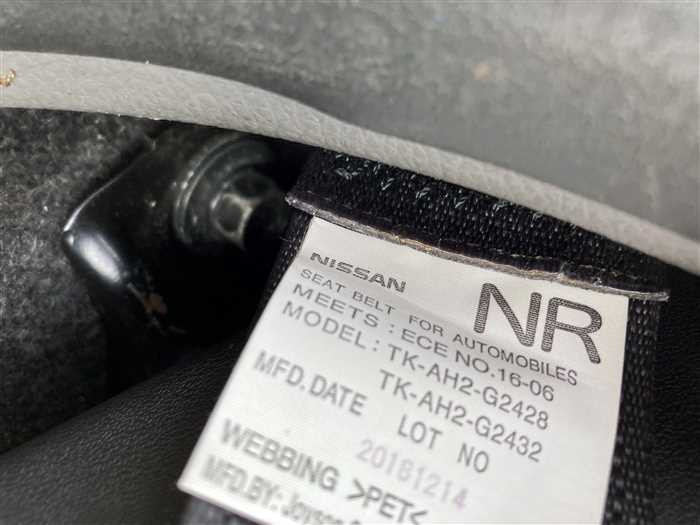 NISSAN
NR
SEAT BELT FOR AUTOMOBILES
MEETS : ECE NO.16-06
MODEL: TK-AH2-G2428
TK-AH2-G2432
MFD.DATE LOT NO
20181214
WEBBING >PET<
MFD.BY: Joyson